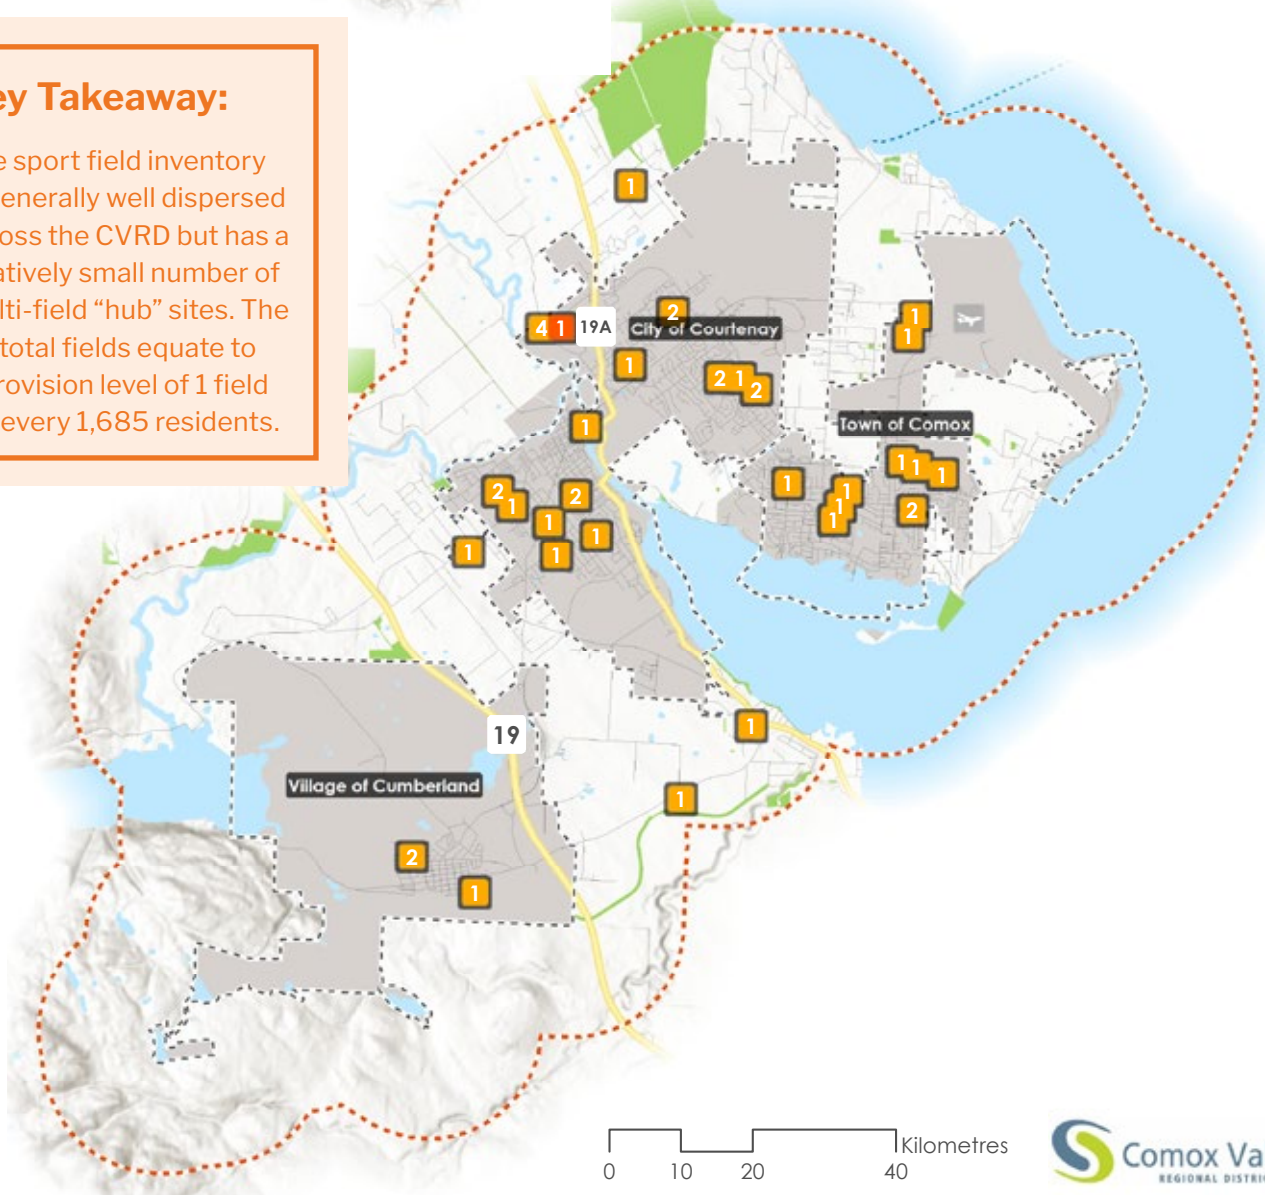 ey Takeaway:
e sport field inventory
enerally well dispersed
oss the CVRD but has a
atively small number of
lti-field “hub” sites. The
total fields equate to
rovision level of 1 field
every 1,685 residents.
1
2
4 1 19A City of Courtenay
1
1
1
2 1
2
1
Town of Comox
1
1
1
1
1
1
1
2
2
1
2
1
1
1
1
19
1
Village of Cumberland
1
2
1
Kilometres
0 10 20 40
Comox Va
REGIONAL DISTRI